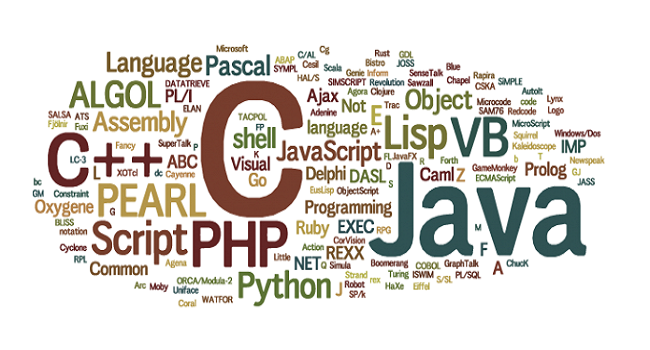 Microsoft
C/AL Cg
Rust GDL
Language Pascal ABAP Cesil Scala Bistro JOSS
SYMPL Genie Inform SenseTalk Blue
HAL/S SIMSCRIPT Revolution Sawzall Chapel Rapira
DATATRIEVE Ajax Agora Clojure CSKA SIMPLE
ALGOL PL/I C Not E Trac Object Microcode AutoIt
ELAN Adenine SAM76 code Lynx
SALSA ATS TACPOL Redcode Logo
Fjölnir Fuxi Assembly FP language A+ Lisp VB MicroScript
shell Squirrel Windows/Dos
C++ Fancy SuperTalk P K JavaScript Kaleidoscope IMP
LC-3 ABC Visual FL JavaFX R Forth b T Newspeak
L XOTcl dc Cayenne Go Delphi DASL D Caml Z GameMonkey Prolog GJ
bc ECMAScript JASS
GM Constraint PEARL EusLisp ObjectScript S
Oxygene G Programming Java
BLISS
notation Script PHP Ruby EXEC RPG M
Cyclone Action CorVision F
RPL Little REXX
Common Agena NET Q Simula Boomerang COBOL GraphTalk A ChucK
Arc Moby ORCA/Modula-2 Python Strand rex Turing ISWIM PL/SQL
Uniface J Robot HaXe Eiffel S/SL
Coral WATFOR SP/k